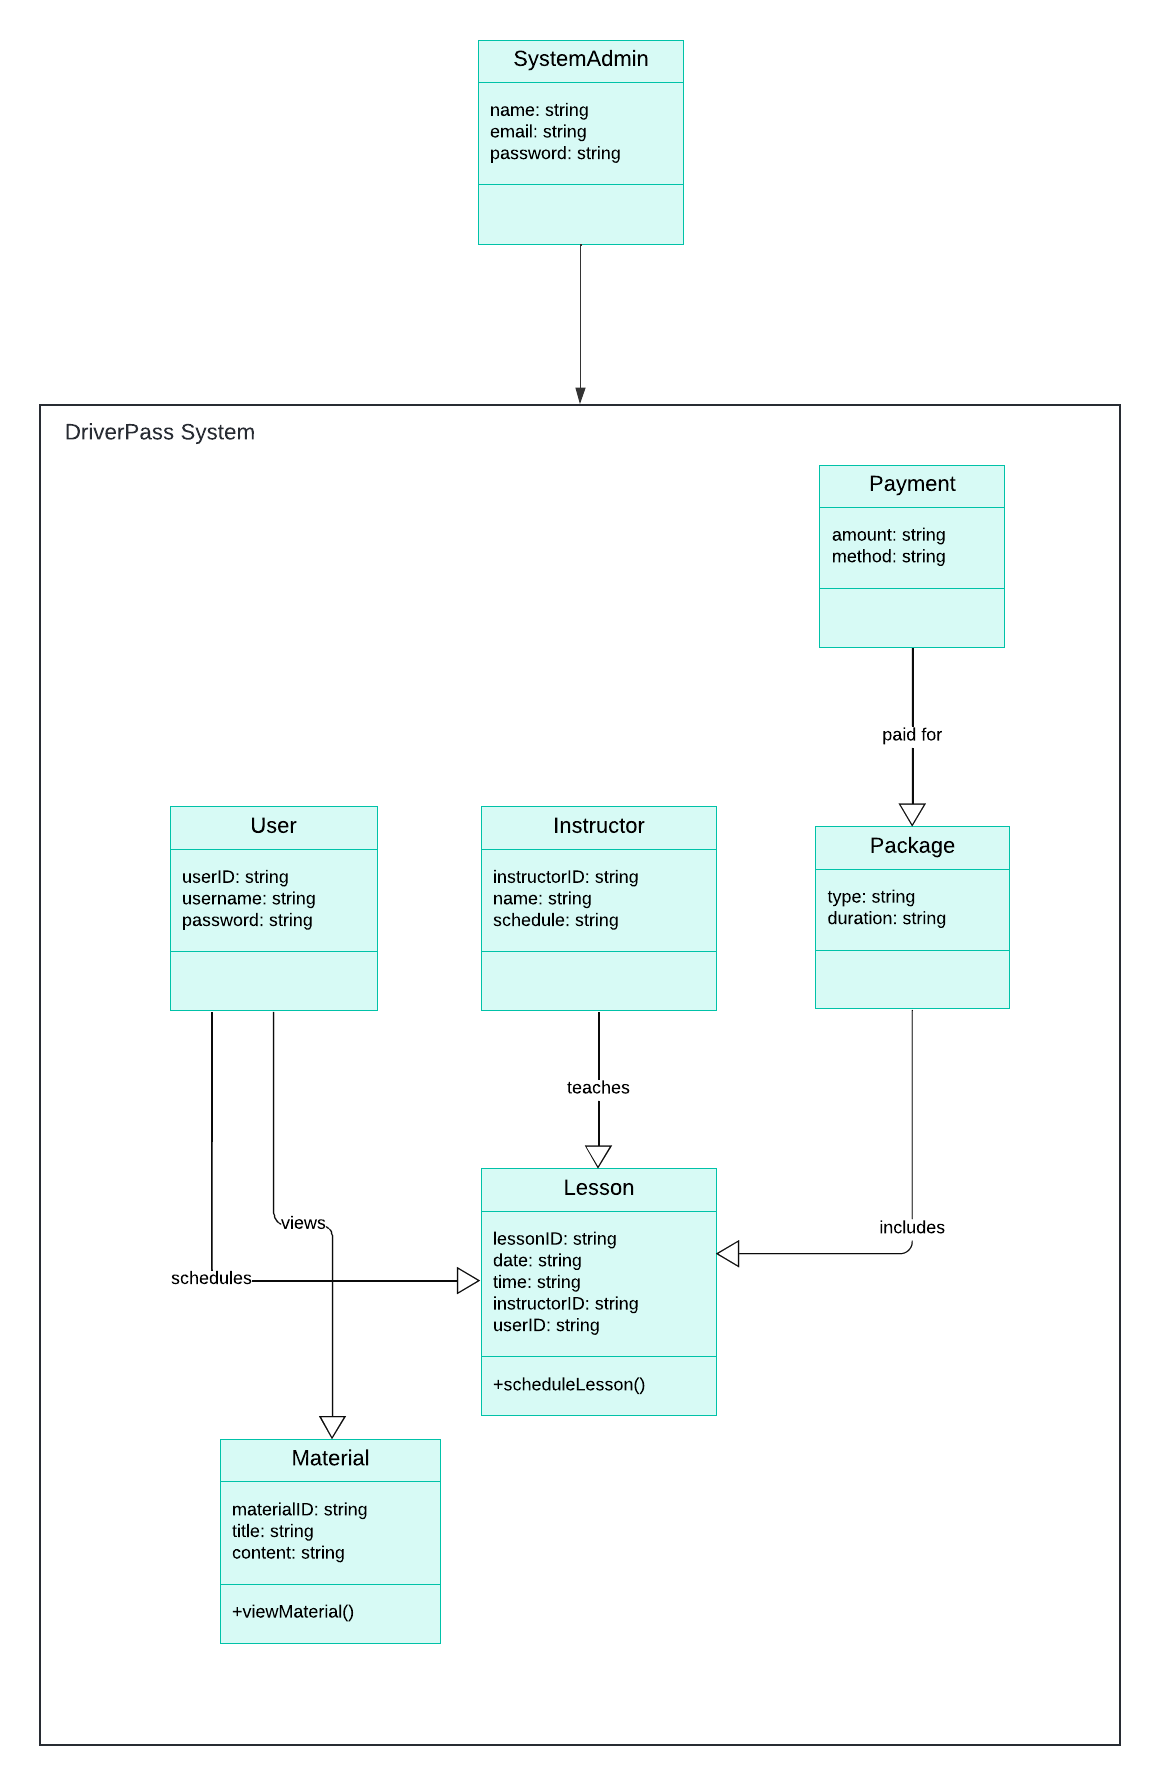 SystemAdmin
name: string
email: string
password: string
DriverPass System
Payment
amount: string
method: string
paid for
User
userID: string
username: string
password: string
Instructor
instructorID: string
name: string
schedule: string
Package
type: string
duration: string
teaches
Lesson
lessonID: string
date: string
time: string
instructorID: string
userID: string
+scheduleLesson()
views
includes
schedules
Material
materialID: string
title: string
content: string
+viewMaterial()